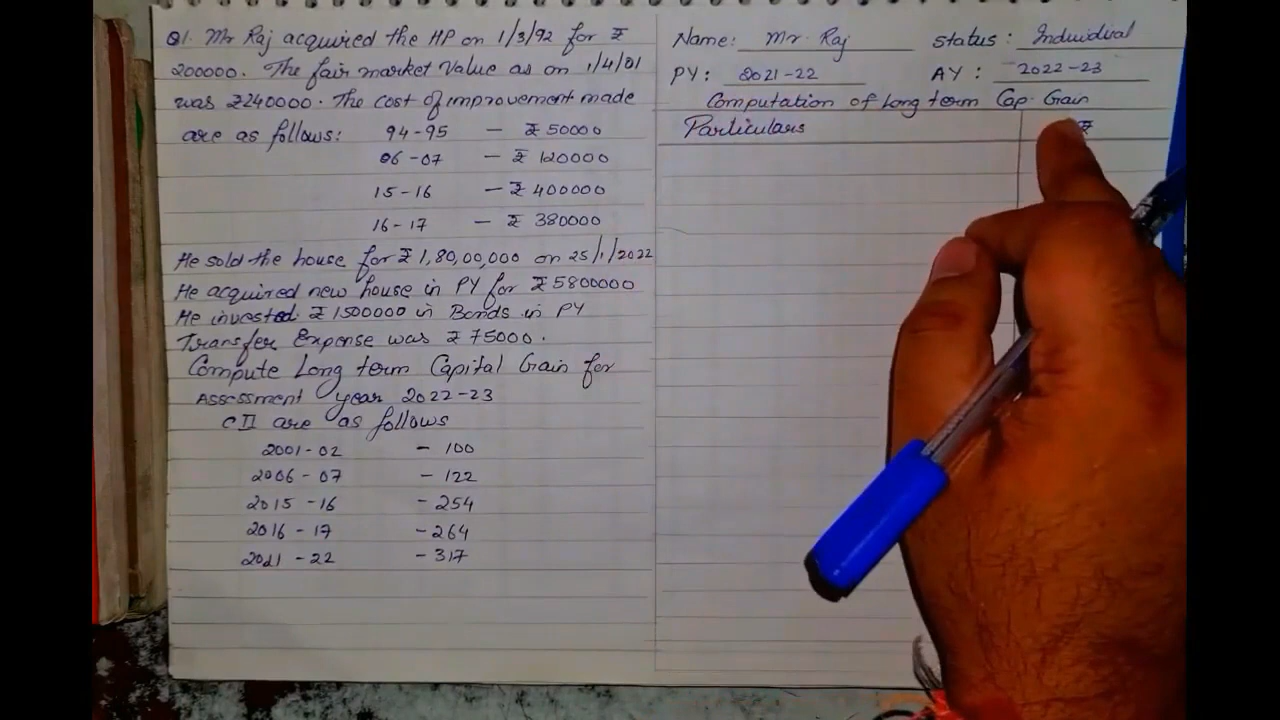 Q1. Mr Raj acquired the HP on 1/3/92 for ₹
200000. The fair market Value as on 1/4/01
was ₹240000. The cost of improvement made
are as follows: 94-95 - ₹ 50000
06-07 - ₹ 120000
15-16 - ₹ 400000
16-17 - ₹ 380000
He sold the house for ₹ 1,80,00,000 on 25/1/2022
He acquired new house in PY for ₹ 5800000
He invested ₹ 1500000 in Bonds in PY
Transfer Expense was ₹ 75000.
Compute Long term Capital Gain for
Assessment year 2022-23
CII are as follows
2001-02 - 100
2006-07 - 122
2015-16 - 254
2016-17 - 264
2021-22 - 317
Name: Mr. Raj Status: Individual
PY: 2021-22 AY: 2022-23
Computation of Long term Cap. Gain
Particulars ₹